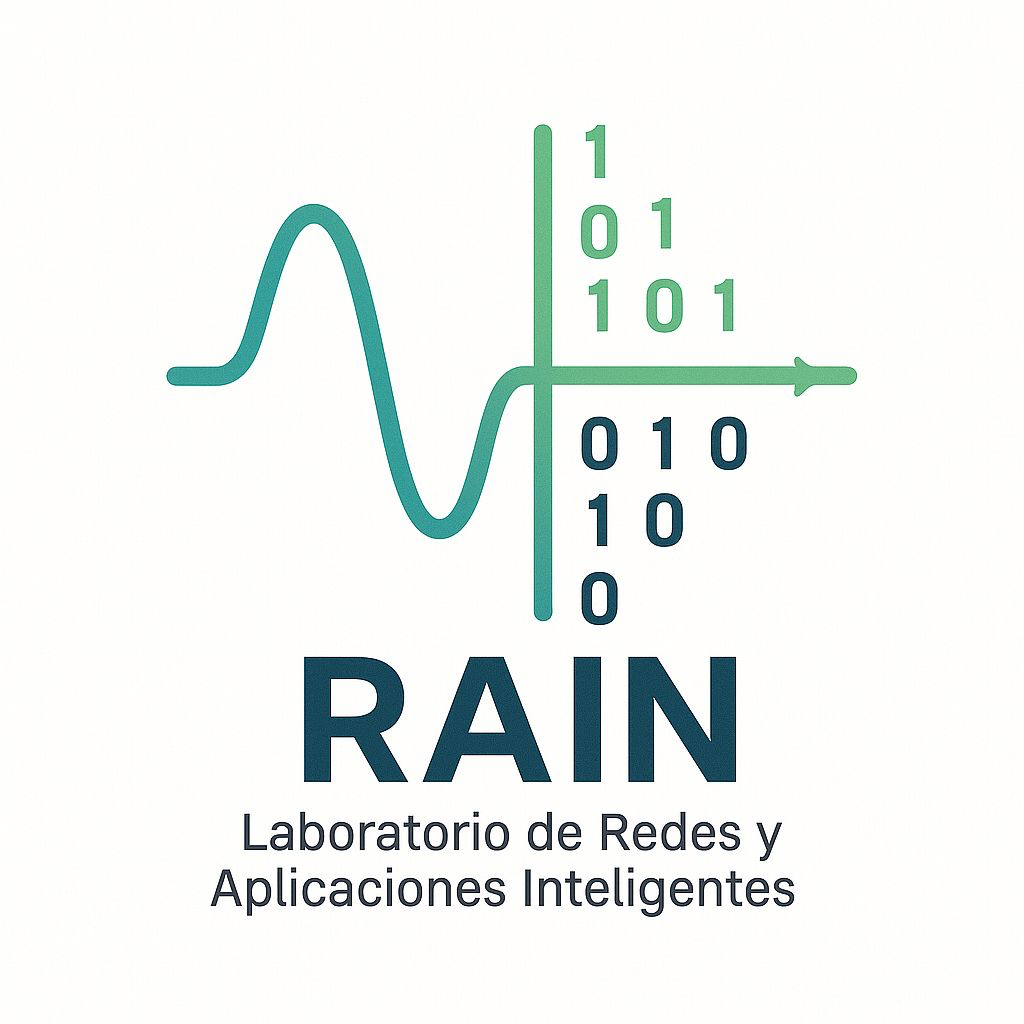 1
0 1
1 0 1
0 1 0
1 0
0
RAIN
Laboratorio de Redes y
Aplicaciones Inteligentes